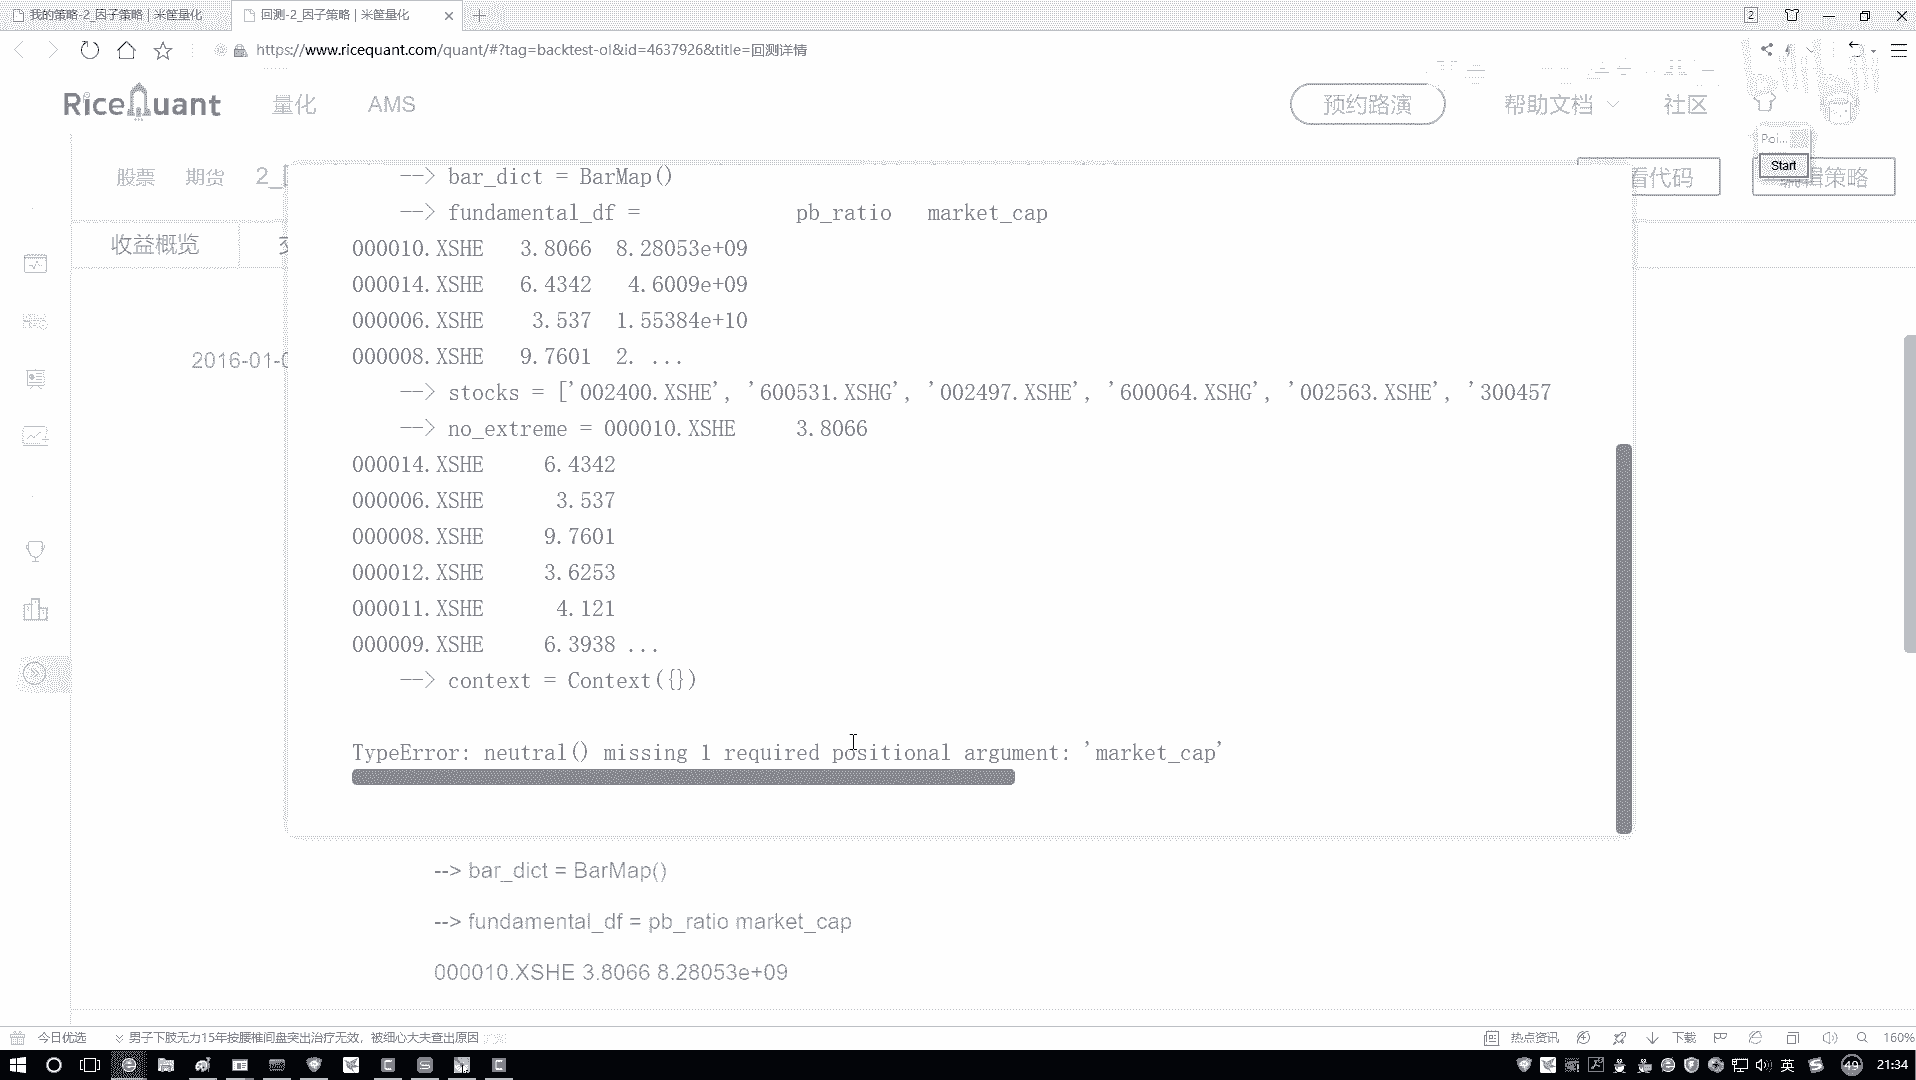 我的策略-2_因子策略 | 米筐量化
回测-2_因子策略 | 米筐量化
2
https://www.ricequant.com/quant/#?tag=backtest-ol&id=4637926&title=回测详情
RiceQuant 量化 AMS 预约路演 帮助文档 社区
Poi...
Start
股票 期货 2_
看代码 编辑策略
收益概览
2016-01-0
--> bar_dict = BarMap()
--> fundamental_df = pb_ratio market_cap
000010.XSHE 3.8066 8.28053e+09
000014.XSHE 6.4342 4.6009e+09
000006.XSHE 3.537 1.55384e+10
000008.XSHE 9.7601 2. ...
--> stocks = ['002400.XSHE', '600531.XSHG', '002497.XSHE', '600064.XSHG', '002563.XSHE', '300457
--> no_extreme = 000010.XSHE 3.8066
000014.XSHE 6.4342
000006.XSHE 3.537
000008.XSHE 9.7601
000012.XSHE 3.6253
000011.XSHE 4.121
000009.XSHE 6.3938 ...
--> context = Context({})
TypeError: neutral() missing 1 required positional argument: 'market_cap'
--> bar_dict = BarMap()
--> fundamental_df = pb_ratio market_cap
000010.XSHE 3.8066 8.28053e+09
今日优选 男子下肢无力15年按腰椎间盘突出治疗无效，被细心大夫查出原因 热点资讯 下载 160%
英 49 21:34